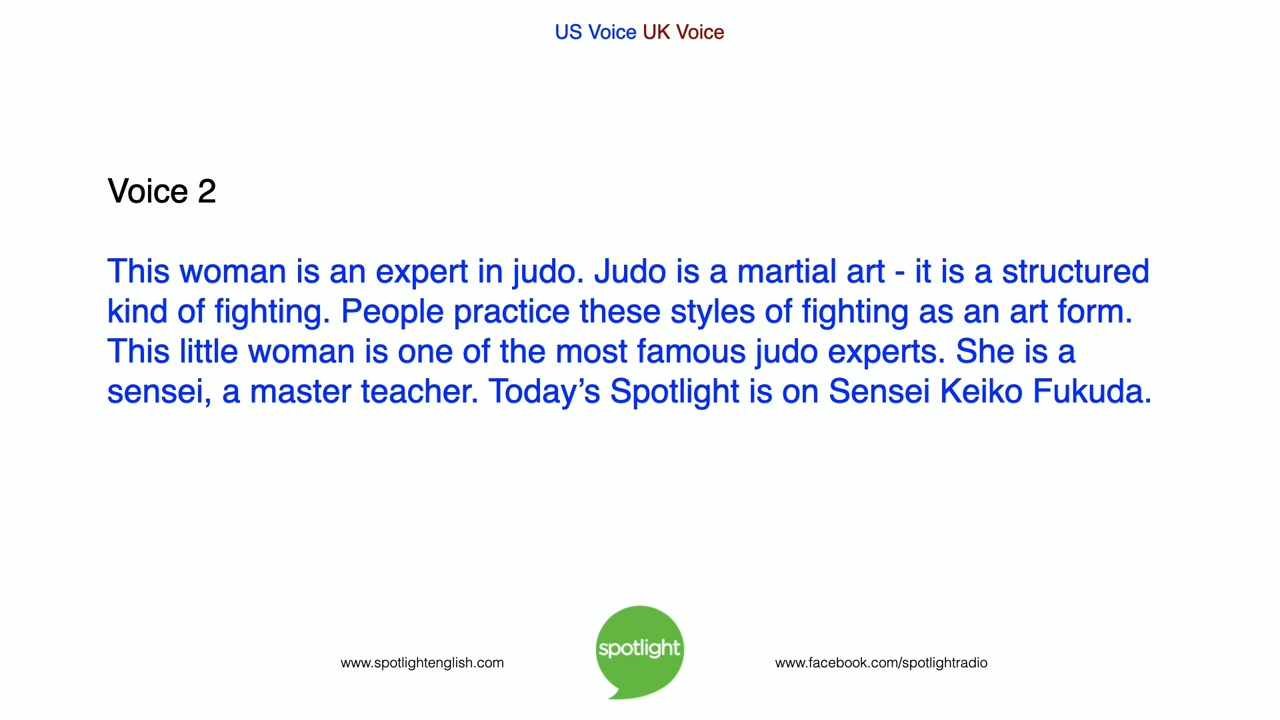 US Voice UK Voice
Voice 2
This woman is an expert in judo. Judo is a martial art - it is a structured
kind of fighting. People practice these styles of fighting as an art form.
This little woman is one of the most famous judo experts. She is a
sensei, a master teacher. Today’s Spotlight is on Sensei Keiko Fukuda.
www.spotlightenglish.com
spotlight
www.facebook.com/spotlightradio